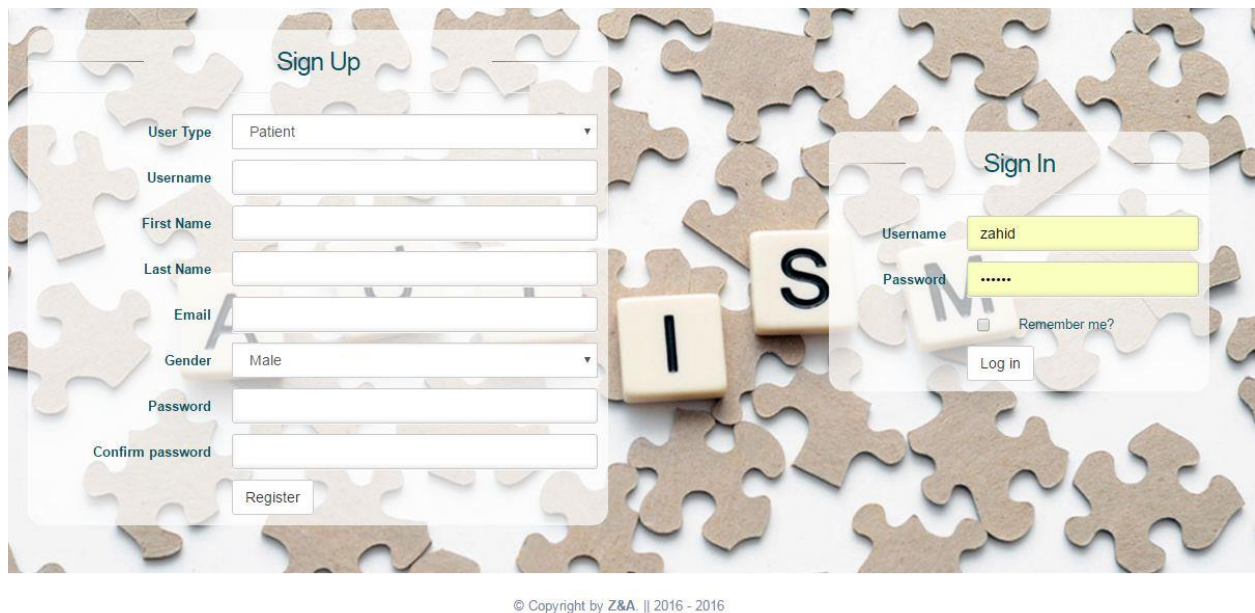 Sign Up
User Type Patient
Username
First Name
Last Name
Email
Gender Male
Password
Confirm password
Register
Sign In
Username zahid
Password ••••••
Remember me?
Log in
A U T I S M
© Copyright by Z&A. || 2016 - 2016